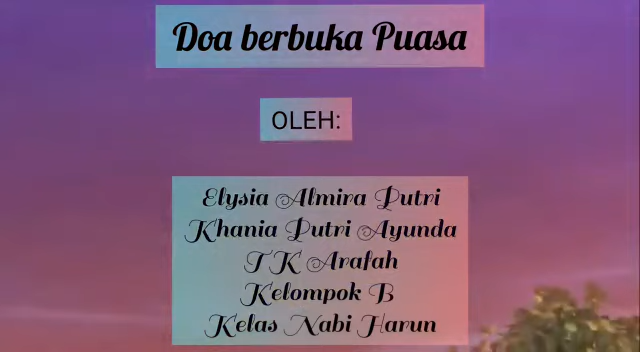 Doa berbuka Puasa
OLEH:
Elysia Almira Putri
Khania Putri Ayunda
TK Arafah
Kelompok B
Kelas Nabi Harun